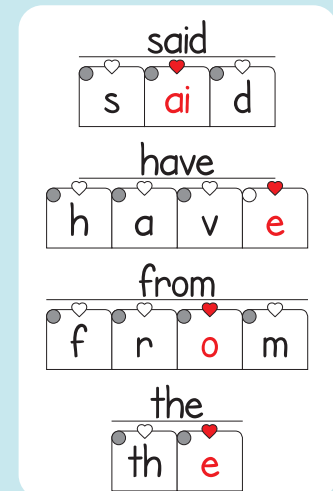 said
s ai d
have
h a v e
from
f r o m
the
th e